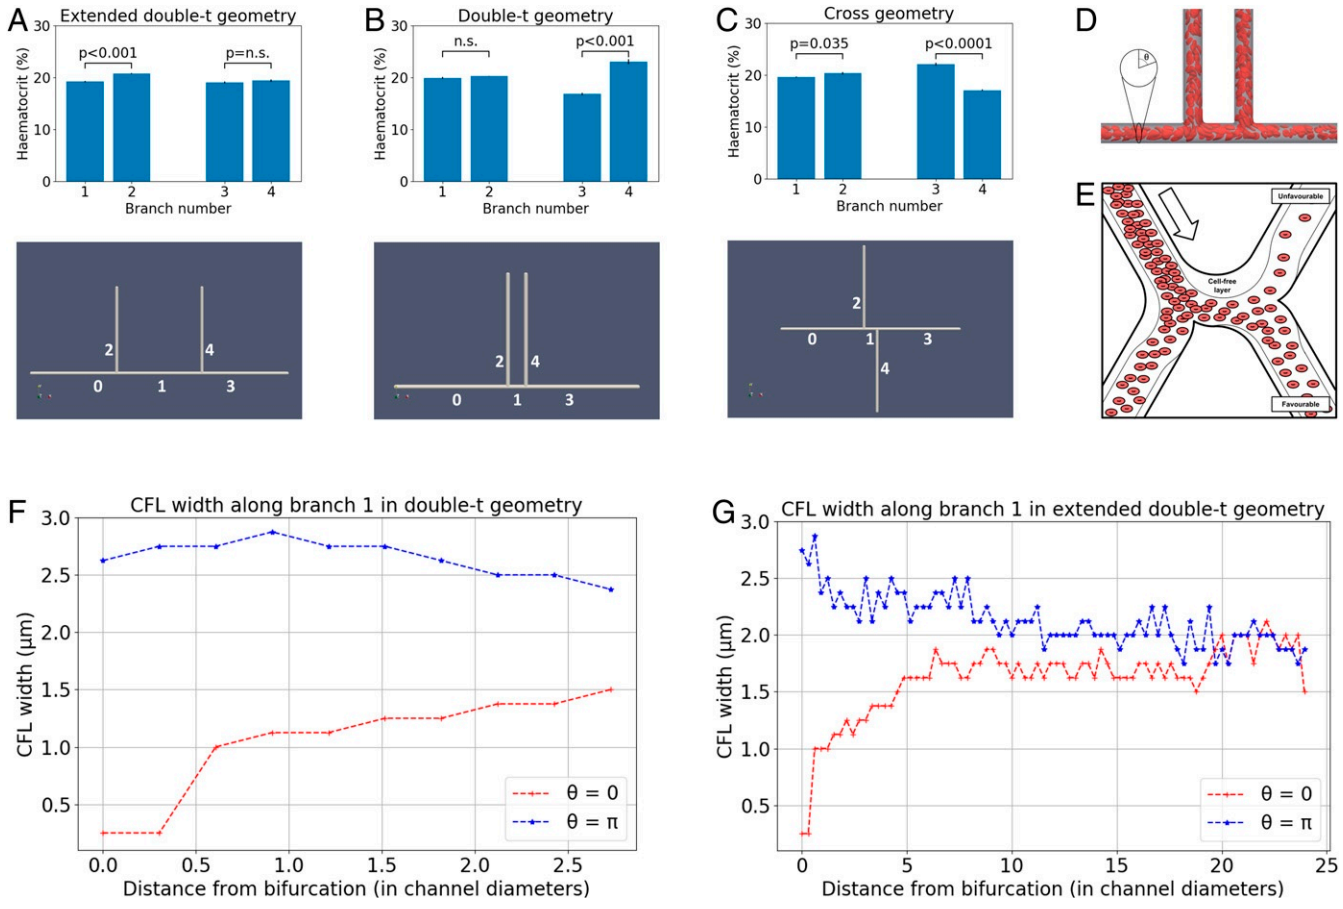 A
Extended double-t geometry
Haematocrit (%)
30
20
10
0
p<0.001
p=n.s.
1 2 3 4
Branch number
2 4
0 1 3
B
Double-t geometry
Haematocrit (%)
30
20
10
0
n.s.
p<0.001
1 2 3 4
Branch number
2 4
0 1 3
C
Cross geometry
Haematocrit (%)
30
20
10
0
p=0.035
p<0.0001
1 2 3 4
Branch number
2
0 1 3
4
D
θ
E
Unfavourable
Cell-free
layer
Favourable
F
CFL width along branch 1 in double-t geometry
CFL width (μm)
3.0
2.5
2.0
1.5
1.0
0.5
θ = 0
θ = π
0.0 0.5 1.0 1.5 2.0 2.5
Distance from bifurcation (in channel diameters)
G
CFL width along branch 1 in extended double-t geometry
CFL width (μm)
3.0
2.5
2.0
1.5
1.0
0.5
θ = 0
θ = π
0 5 10 15 20 25
Distance from bifurcation (in channel diameters)